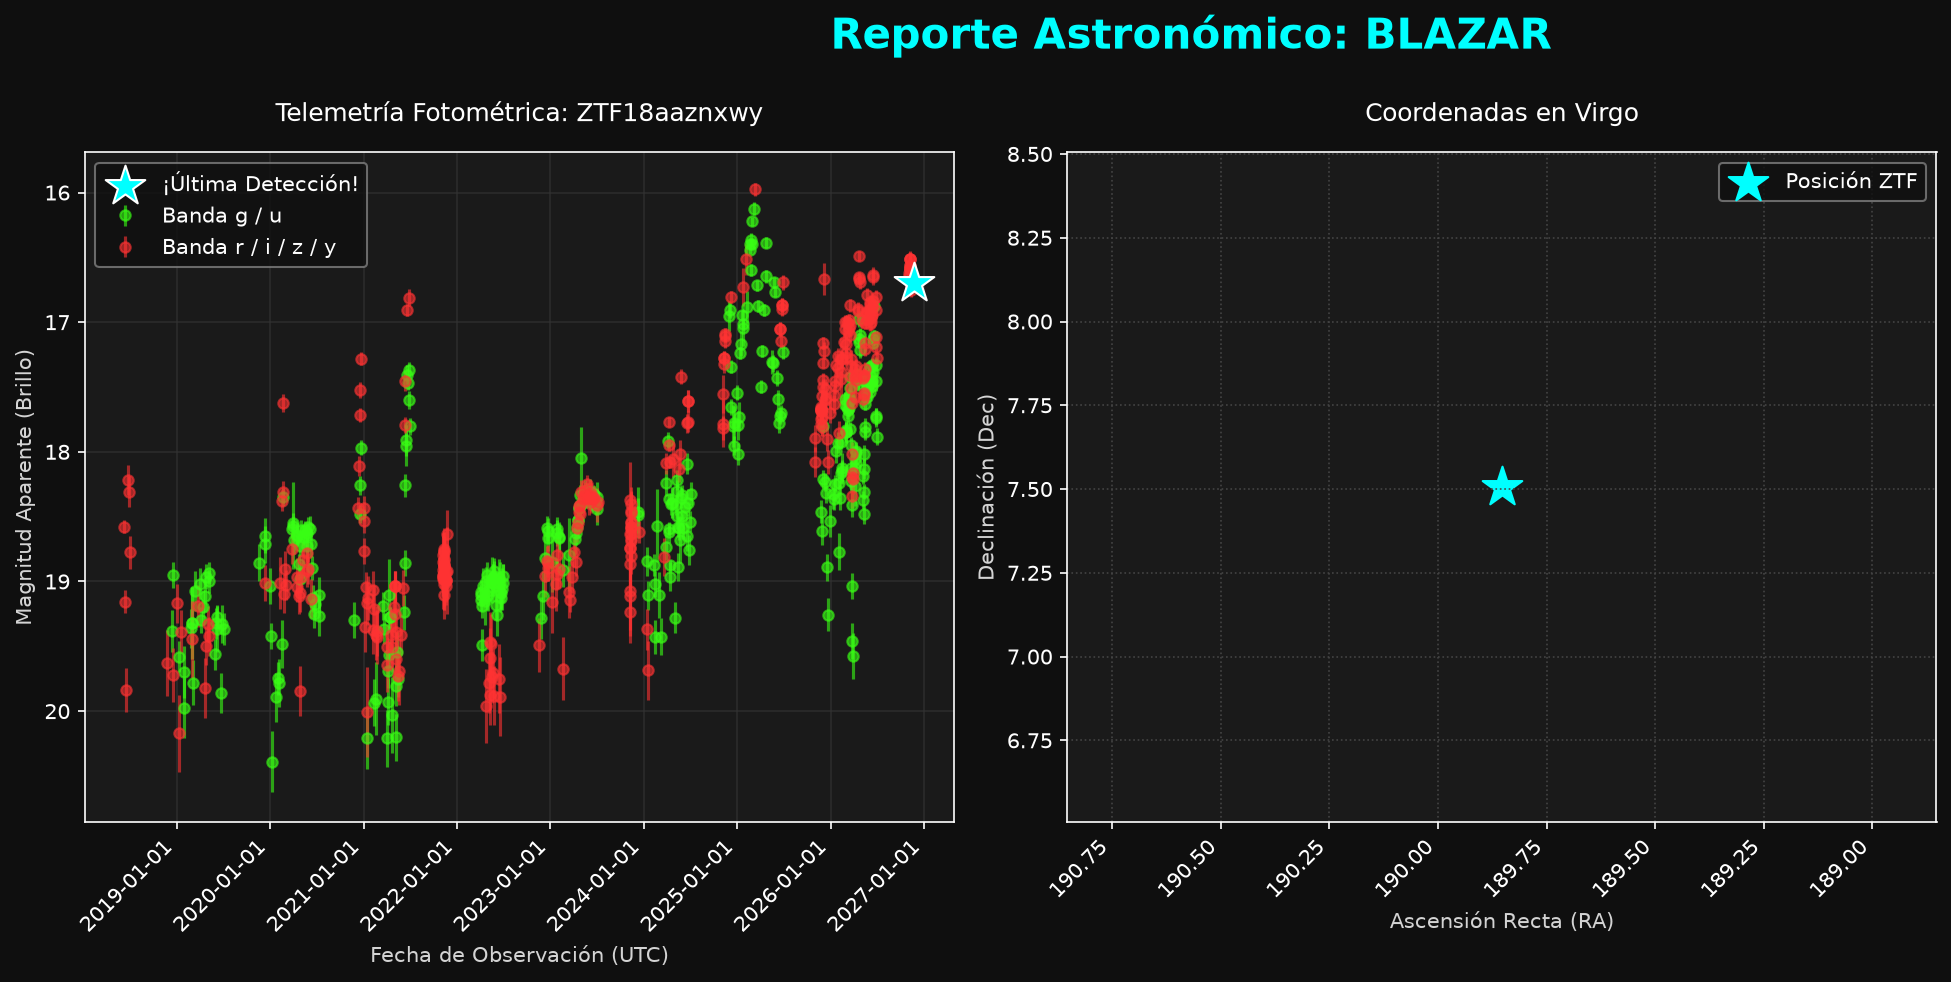 Reporte Astronómico: BLAZAR
Telemetría Fotométrica: ZTF18aaznxwy
¡Última Detección!
Banda g / u
Banda r / i / z / y
Magnitud Aparente (Brillo)
16
17
18
19
20
2019-01-01
2020-01-01
2021-01-01
2022-01-01
2023-01-01
2024-01-01
2025-01-01
2026-01-01
2027-01-01
Fecha de Observación (UTC)
Coordenadas en Virgo
Posición ZTF
Declinación (Dec)
8.50
8.25
8.00
7.75
7.50
7.25
7.00
6.75
190.75
190.50
190.25
190.00
189.75
189.50
189.25
189.00
Ascensión Recta (RA)